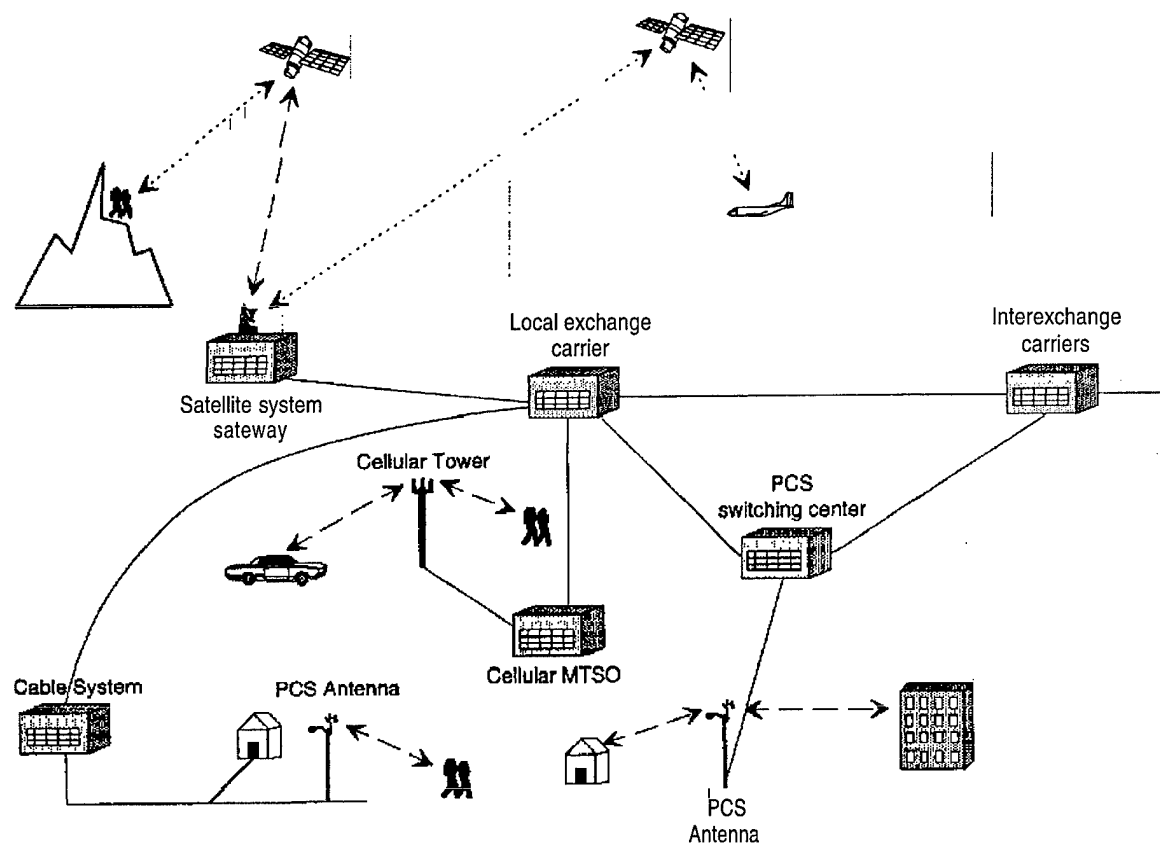 Local exchange
carrier
Interexchange
carriers
Satellite system
sateway
Cellular Tower
PCS
switching center
Cellular MTSO
Cable System
PCS Antenna
PCS
Antenna